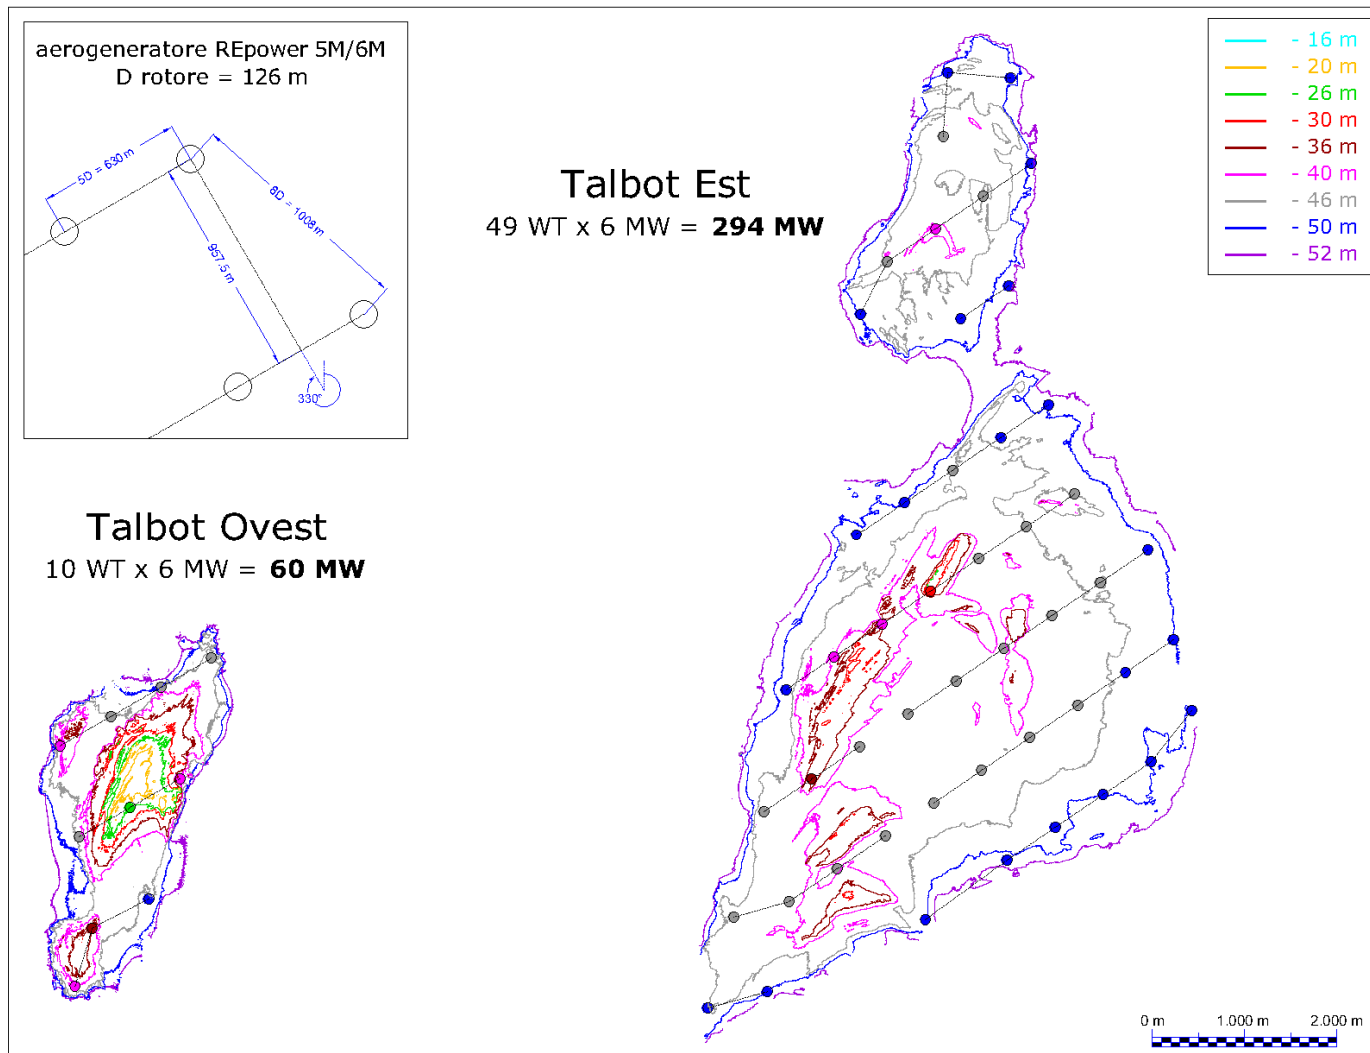 aerogeneratore REpower 5M/6M
D rotore = 126 m
5D = 630 m
8D = 1008 m
957.5 m
330°
Talbot Est
49 WT x 6 MW = 294 MW
- 16 m
- 20 m
- 26 m
- 30 m
- 36 m
- 40 m
- 46 m
- 50 m
- 52 m
Talbot Ovest
10 WT x 6 MW = 60 MW
0 m 1.000 m 2.000 m